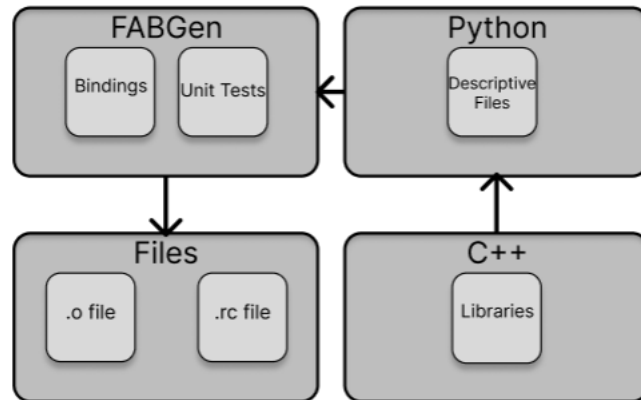 FABGen
Bindings
Unit Tests
Python
Descriptive
Files
Files
.o file
.rc file
C++
Libraries